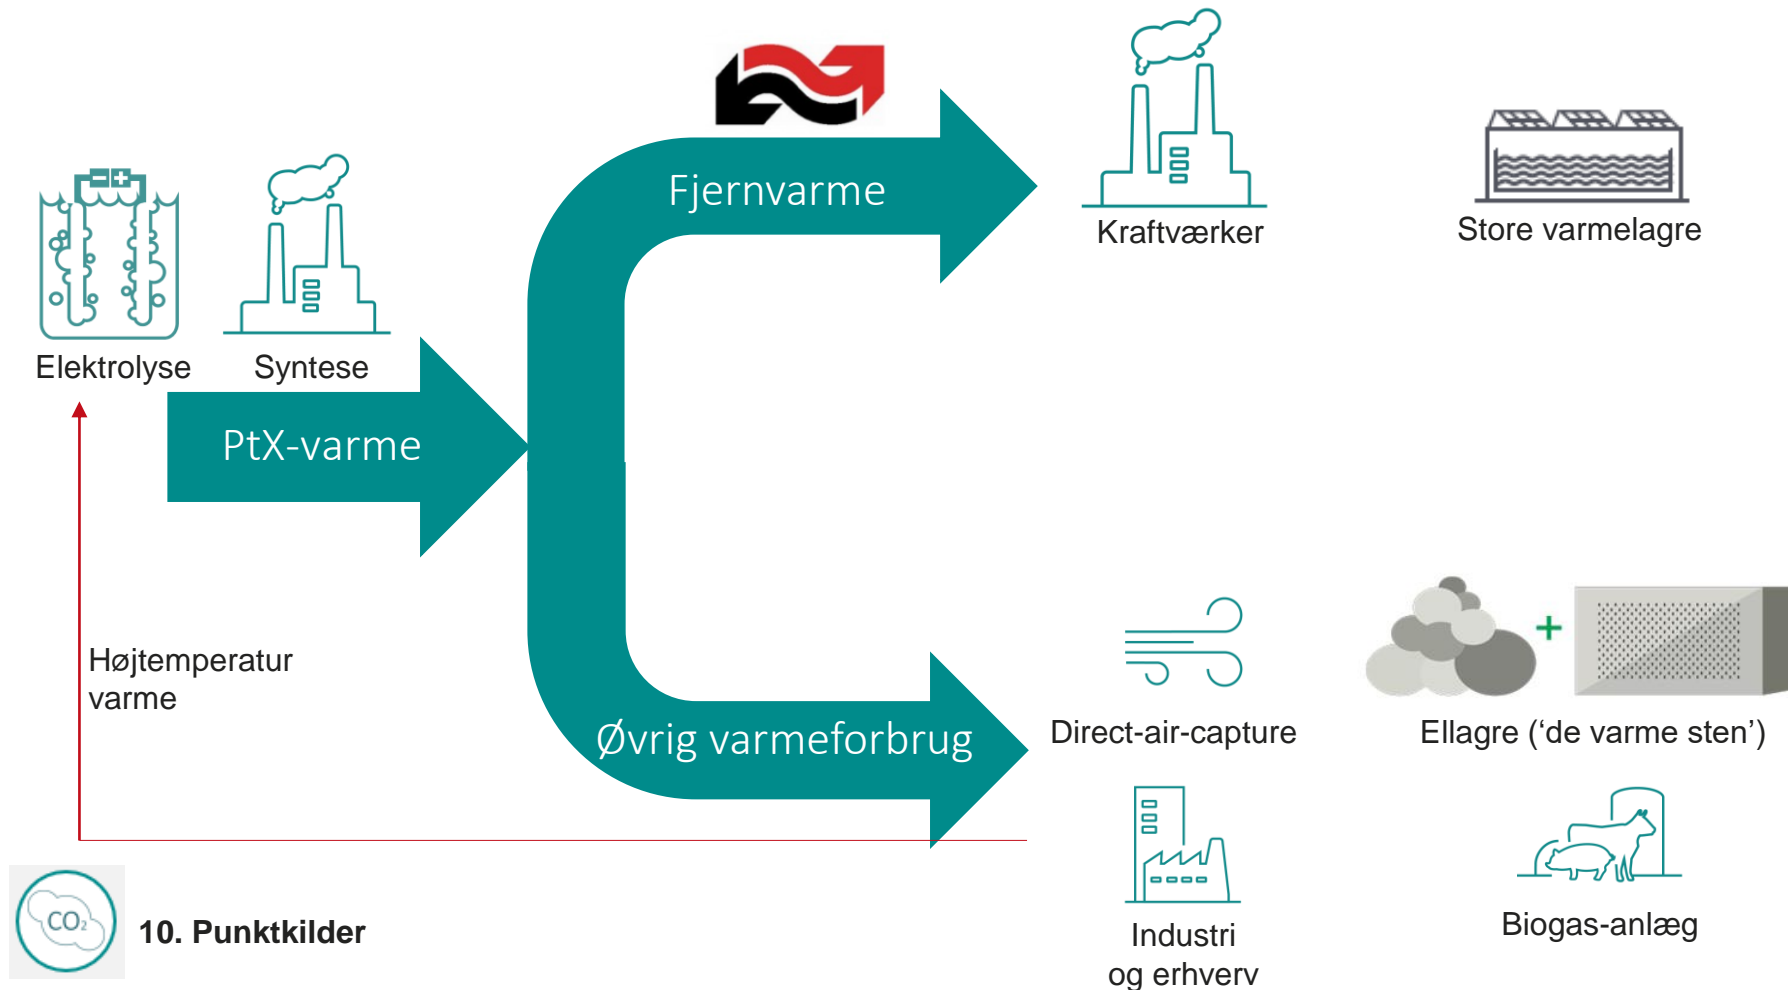 Fjernvarme
Kraftværker
Store varmelagre
Elektrolyse
Syntese
PtX-varme
Højtemperatur
varme
Øvrig varmeforbrug
Direct-air-capture
Ellagre (‘de varme sten’)
CO₂
10. Punktkilder
Industri
og erhverv
Biogas-anlæg